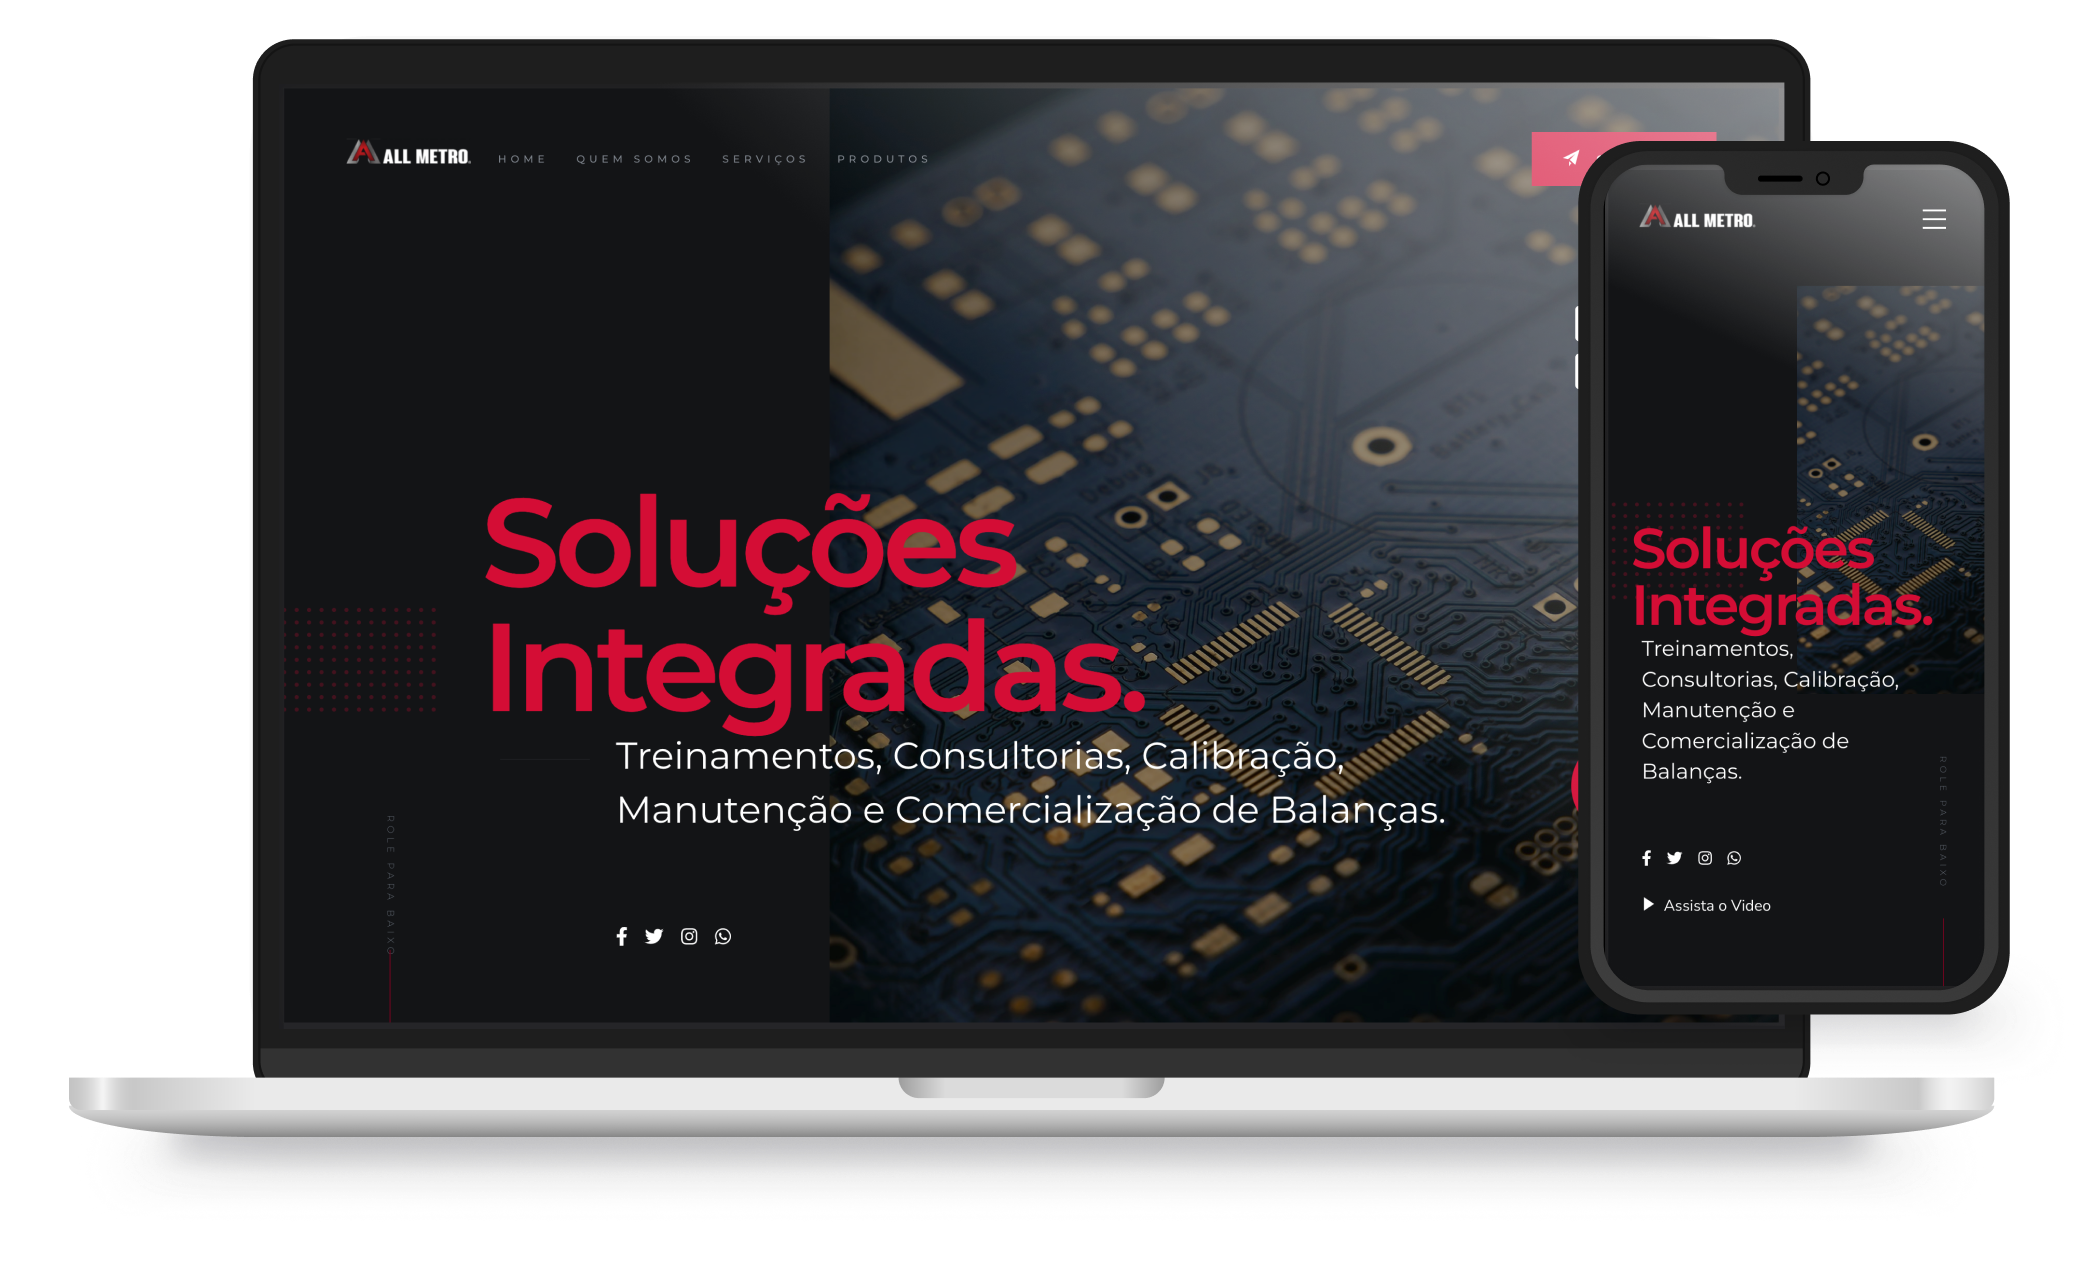 ALL METRO.
HOME QUEM SOMOS SERVIÇOS PRODUTOS
Soluções
Integradas.
Treinamentos, Consultorias, Calibração,
Manutenção e Comercialização de Balanças.
ROLE PARA BAIXO
ALL METRO.
Soluções
Integradas.
Treinamentos,
Consultorias, Calibração,
Manutenção e
Comercialização de
Balanças.
ROLE PARA BAIXO
Assista o Video